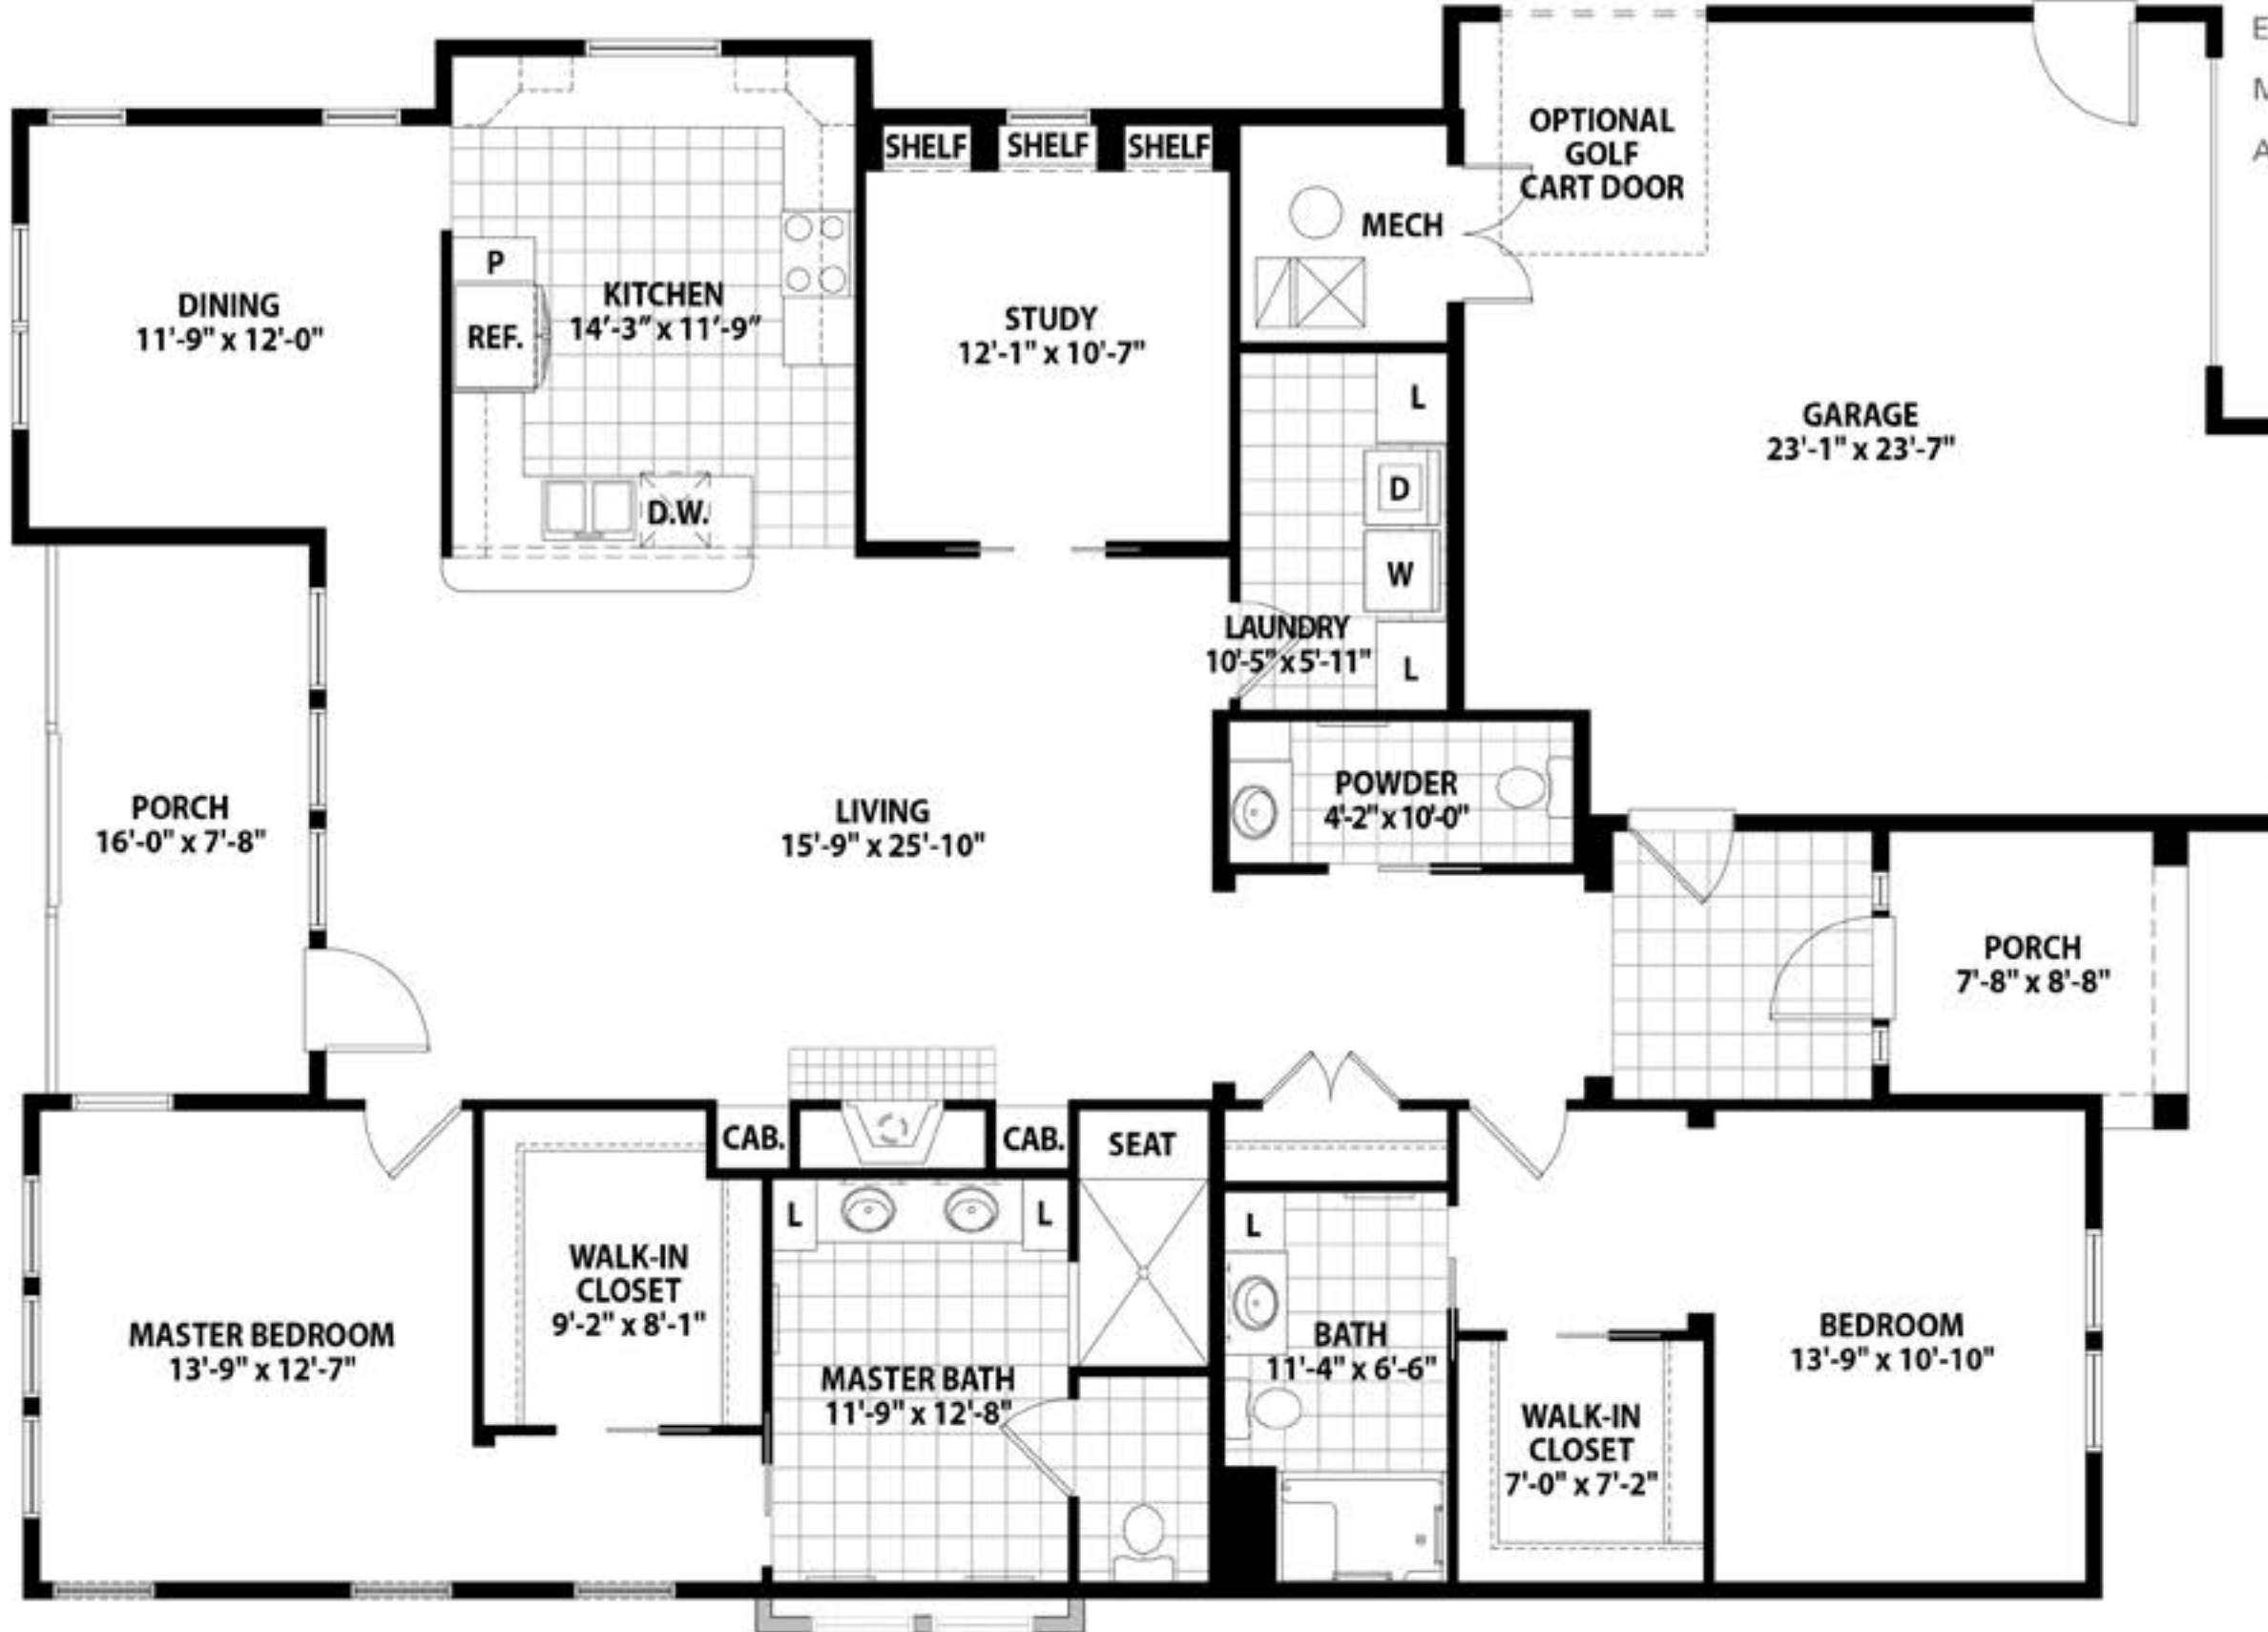 E
M
A
SHELF
SHELF
SHELF
OPTIONAL
GOLF
CART DOOR
MECH
P
REF.
KITCHEN
14'-3" x 11'-9"
DINING
11'-9" x 12'-0"
STUDY
12'-1" x 10'-7"
L
D
W
L
GARAGE
23'-1" x 23'-7"
D.W.
LAUNDRY
10'-5" x 5'-11"
POWDER
4'-2" x 10'-0"
PORCH
16'-0" x 7'-8"
LIVING
15'-9" x 25'-10"
PORCH
7'-8" x 8'-8"
CAB.
CAB.
SEAT
L
L
L
WALK-IN
CLOSET
9'-2" x 8'-1"
MASTER BEDROOM
13'-9" x 12'-7"
MASTER BATH
11'-9" x 12'-8"
BATH
11'-4" x 6'-6"
BEDROOM
13'-9" x 10'-10"
WALK-IN
CLOSET
7'-0" x 7'-2"